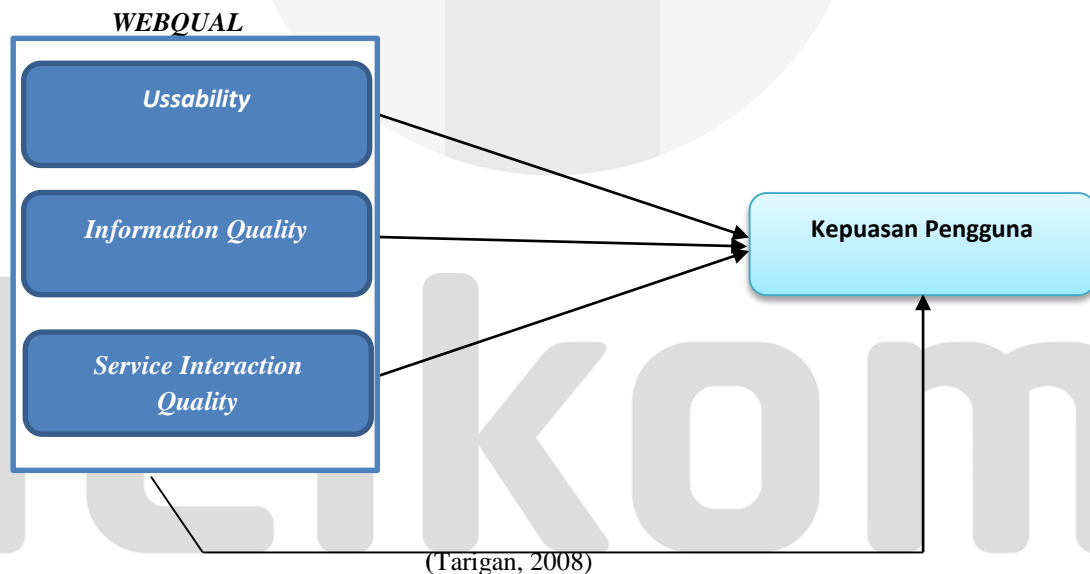 WEBQUAL
Ussability
Information Quality
Service Interaction
Quality
Kepuasan Pengguna
(Tarigan, 2008)